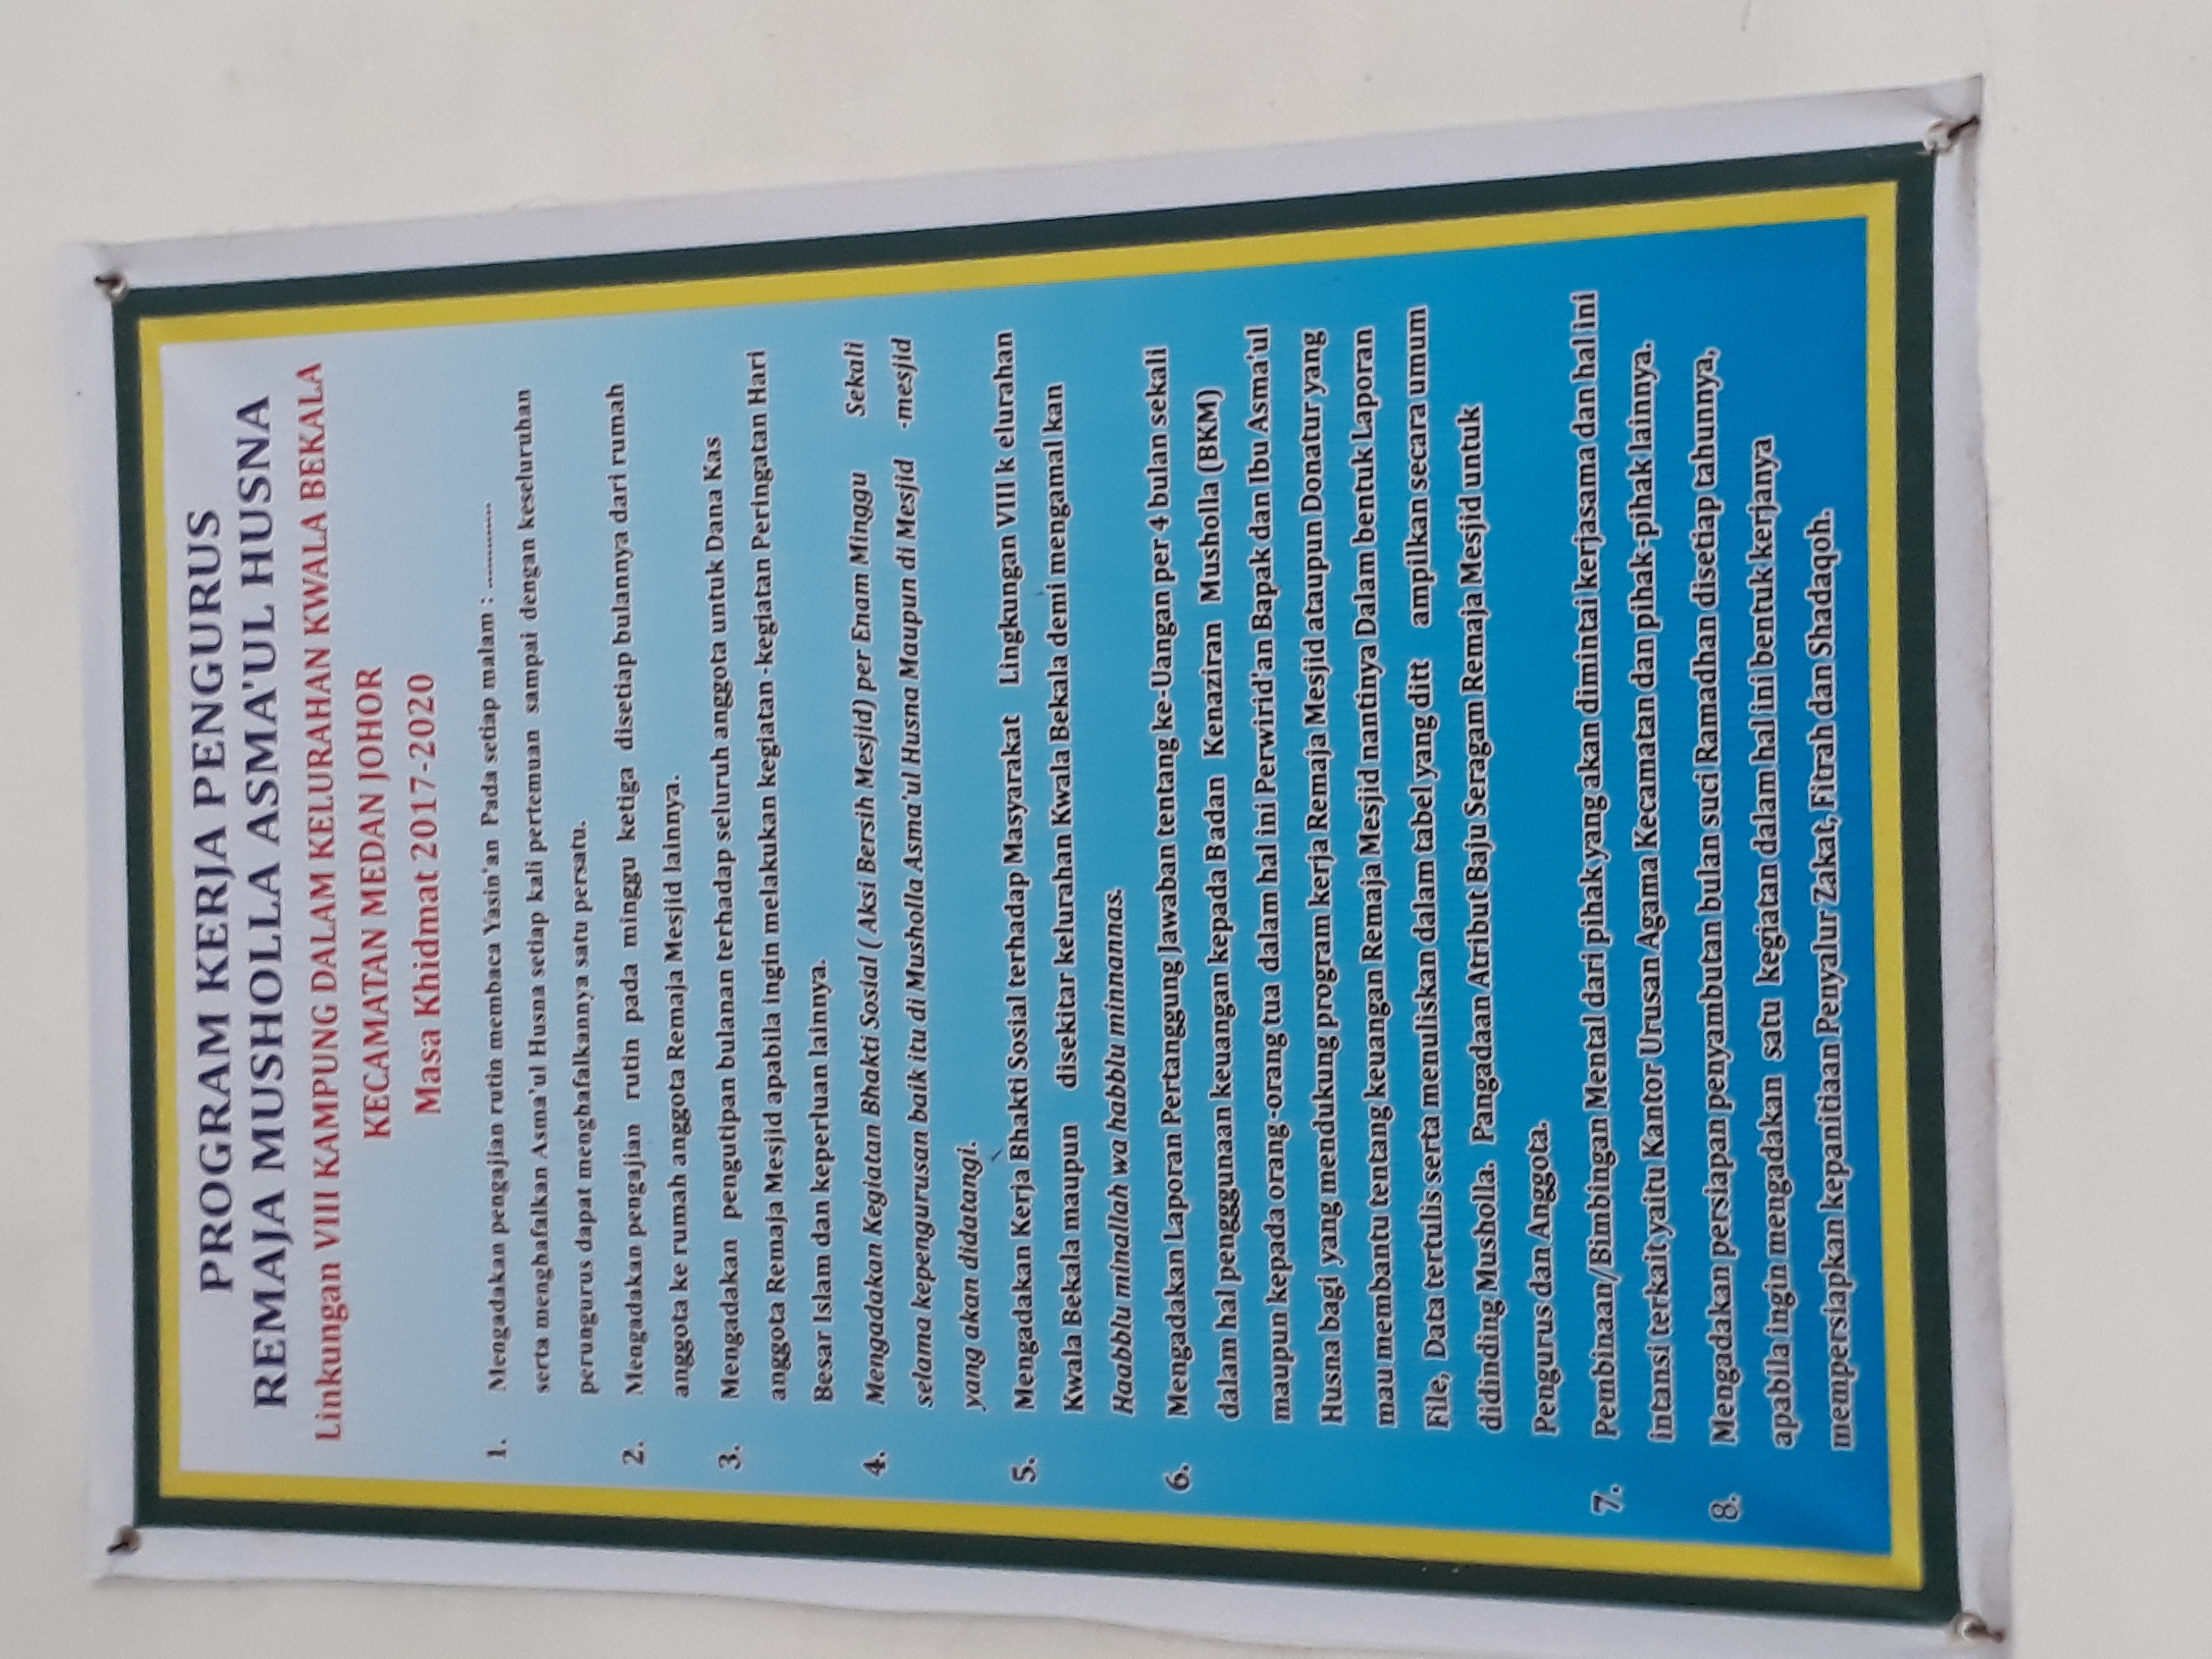 PROGRAM KERJA PENGURUS
REMAJA MUSHOLLA ASMA'UL HUSNA
Linkungan VIII KAMPUNG DALAM KELURAHAN KWALA BEKALA
KECAMATAN MEDAN JOHOR
Masa Khidmat 2017-2020
1. Mengadakan pengajian rutin membaca Yasin'an Pada setiap malam : .............
serta menghafalkan Asma'ul Husna setiap kali pertemuan sampai dengan keseluruhan
perungurus dapat menghafalkannya satu persatu.
2. Mengadakan pengajian rutin pada minggu ketiga disetiap bulannya dari rumah
anggota ke rumah anggota Remaja Mesjid lainnya.
3. Mengadakan pengutipan bulanan terhadap seluruh anggota untuk Dana Kas
anggota Remaja Mesjid apabila ingin melakukan kegiatan -kegiatan Peringatan Hari
Besar Islam dan keperluan lainnya.
4. Mengadakan Kegiatan Bhakti Sosial ( Aksi Bersih Mesjid) per Enam Minggu Sekali
selama kepengurusan baik itu di Musholla Asma'ul Husna Maupun di Mesjid -mesjid
yang akan didatangi.
5. Mengadakan Kerja Bhakti Sosial terhadap Masyarakat Lingkungan VIII k elurahan
Kwala Bekala maupun disekitar kelurahan Kwala Bekala demi mengamal kan
Haabblu minallah wa habblu minnannas.
6. Mengadakan Laporan Pertanggung Jawaban tentang ke-Uangan per 4 bulan sekali
dalam hal pengggunaan keuangan kepada Badan Kenaziran Musholla (BKM)
maupun kepada orang-orang tua dalam hal ini Perwirid'an Bapak dan Ibu Asma'ul
Husna bagi yang mendukung program kerja Remaja Mesjid ataupun Donatur yang
mau membantu tentang keuangan Remaja Mesjid nantinya Dalam bentuk Laporan
File, Data tertulis serta menuliskan dalam tabel yang ditt ampilkan secara umum
didinding Musholla. Pangadaan Atribut Baju Seragam Remaja Mesjid untuk
Pengurus dan Anggota.
7. Pembinaan/Bimbingan Mental dari pihak yang akan dimintai kerjasama dan hal ini
intansi terkait yaitu Kantor Urusan Agama Kecamatan dan pihak-pihak lainnya.
8. Mengadakan persiapan penyambutan bulan suci Ramadhan disetiap tahunnya,
apabila ingin mengadakan satu kegiatan dalam hal ini bentuk kerjanya
mempersiapkan kepanitiaan Penyalur Zakat, Fitrah dan Shadaqoh.